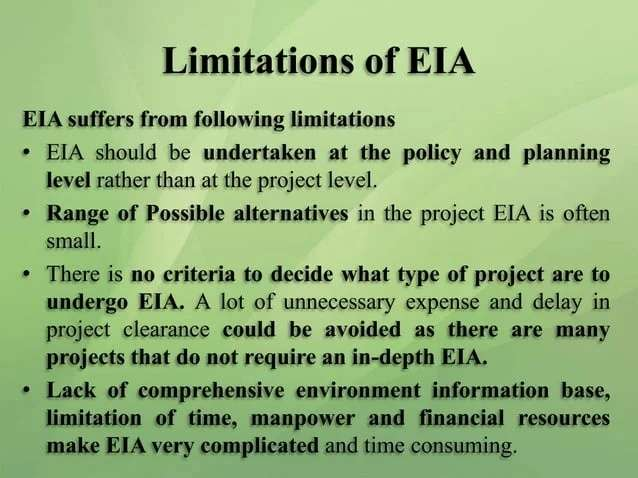 Limitations of EIA
EIA suffers from following limitations
• EIA should be undertaken at the policy and planning
level rather than at the project level.
• Range of Possible alternatives in the project EIA is often
small.
• There is no criteria to decide what type of project are to
undergo EIA. A lot of unnecessary expense and delay in
project clearance could be avoided as there are many
projects that do not require an in-depth EIA.
• Lack of comprehensive environment information base,
limitation of time, manpower and financial resources
make EIA very complicated and time consuming.